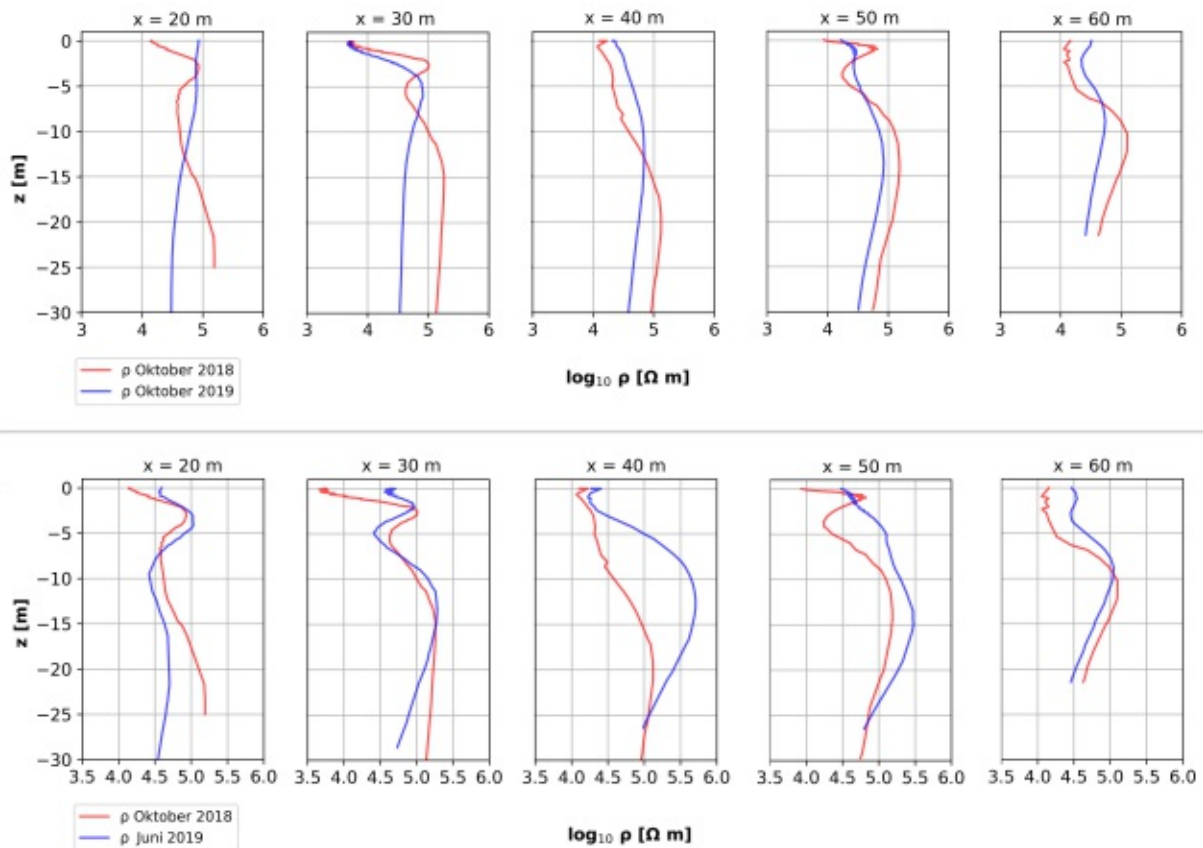 x = 20 m x = 30 m x = 40 m x = 50 m x = 60 m
0
−5
−10
−15
−20
−25
−30
z [m]
3 4 5 6 3 4 5 6 3 4 5 6 3 4 5 6 3 4 5 6
ρ Oktober 2018
ρ Oktober 2019
log₁₀ ρ [Ω m]
x = 20 m x = 30 m x = 40 m x = 50 m x = 60 m
0
−5
−10
−15
−20
−25
−30
z [m]
3.5 4.0 4.5 5.0 5.5 6.0 3.5 4.0 4.5 5.0 5.5 6.0 3.5 4.0 4.5 5.0 5.5 6.0 3.5 4.0 4.5 5.0 5.5 6.0 3.5 4.0 4.5 5.0 5.5 6.0
ρ Oktober 2018
ρ Juni 2019
log₁₀ ρ [Ω m]